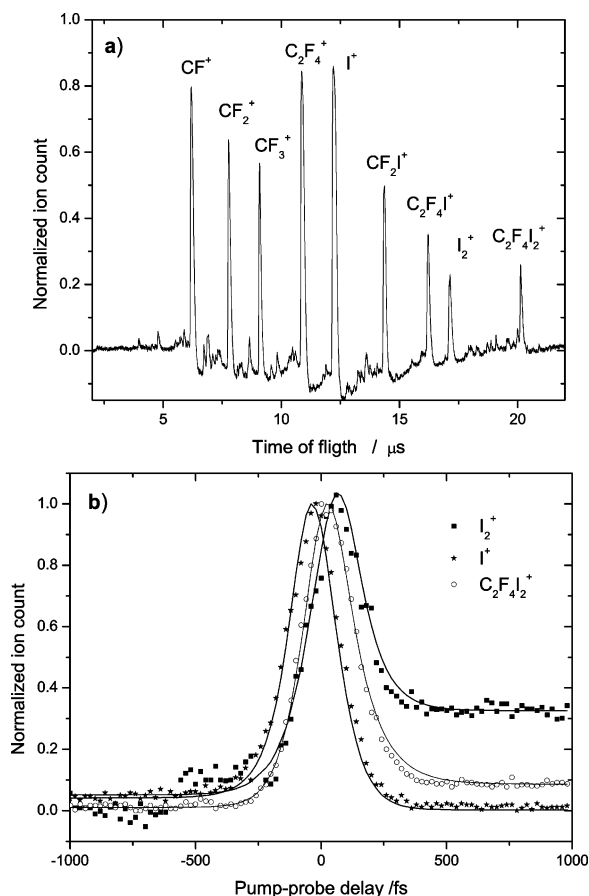 a)
CF+
CF2+
CF3+
C2F4+
I+
CF2I+
C2F4I+
I2+
C2F4I2+
Normalized ion count
1.0
0.8
0.6
0.4
0.2
0.0
5
10
15
20
Time of fligth / μs
b)
I2+
I+
C2F4I2+
Normalized ion count
1.0
0.8
0.6
0.4
0.2
0.0
-1000
-500
0
500
1000
Pump-probe delay /fs